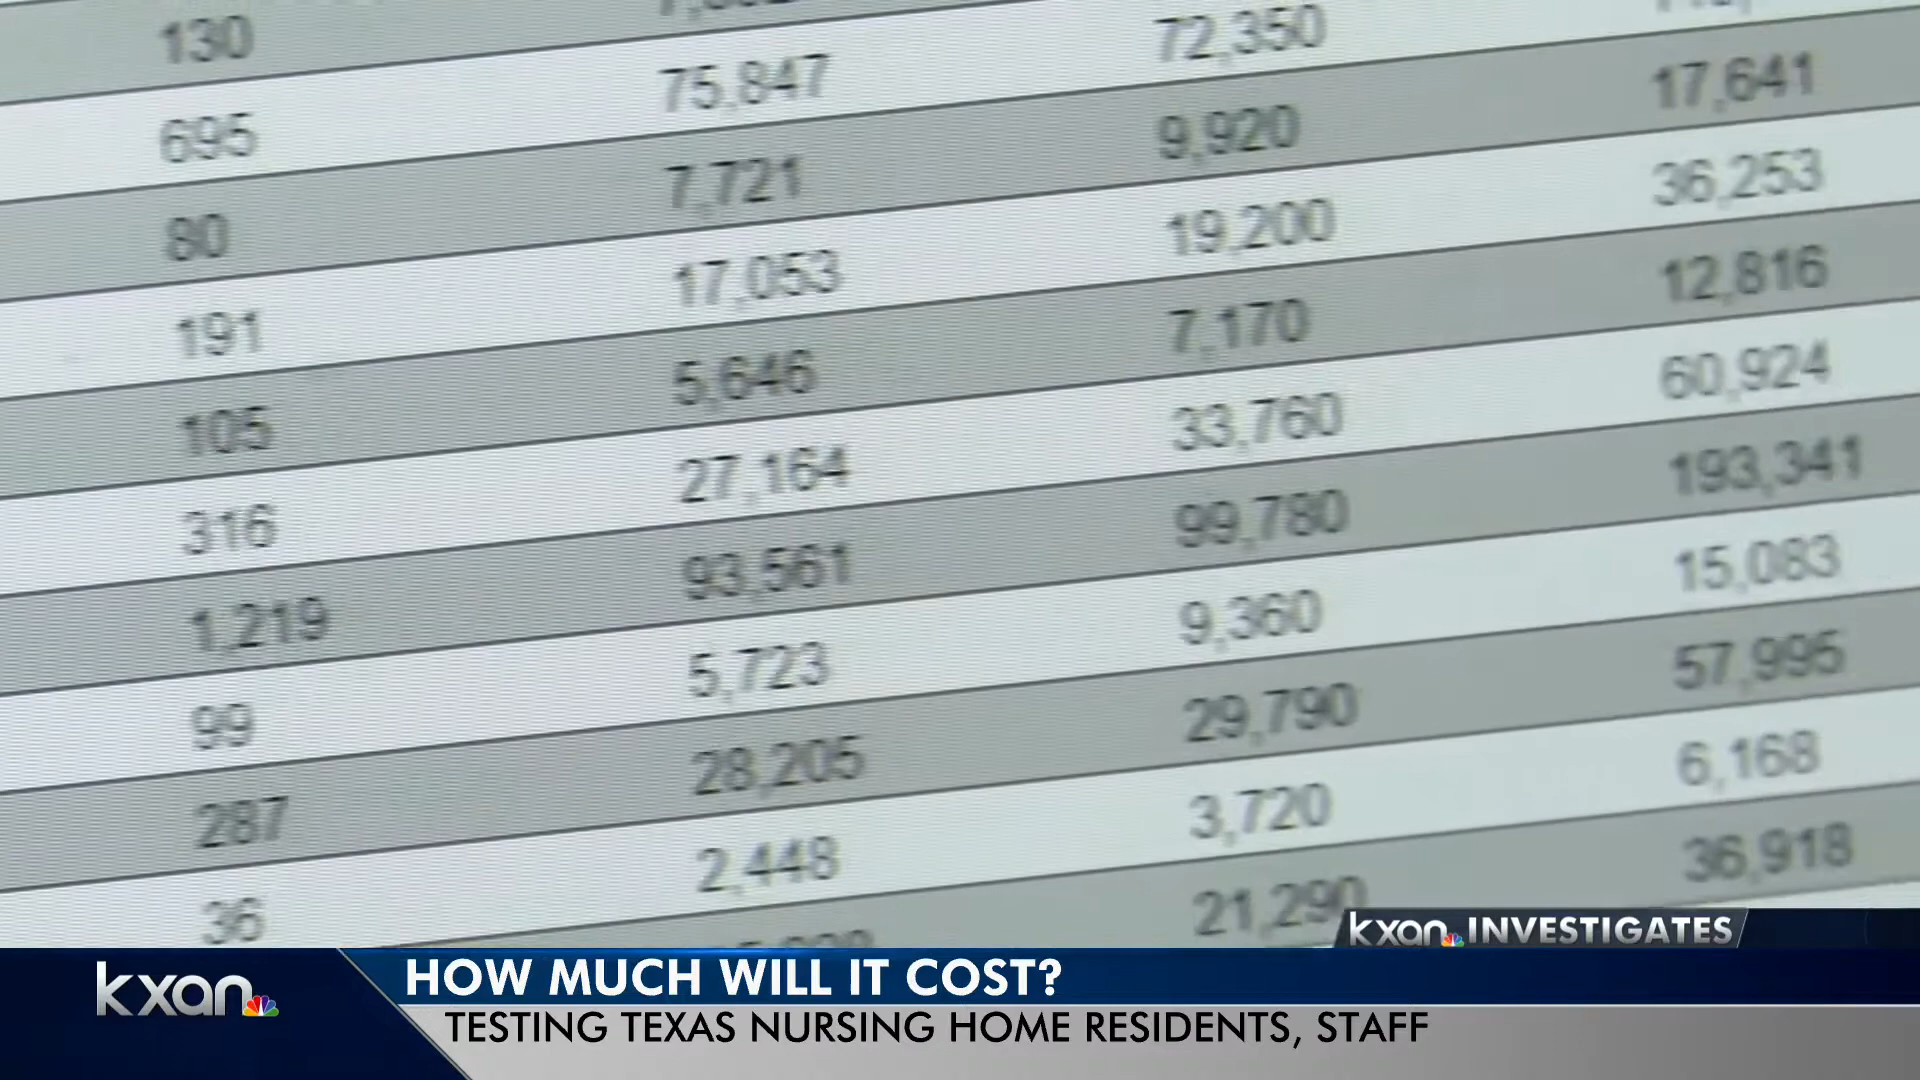 130
695 75,847 72,350
80 7,721 9,920 17,641
191 17,053 19,200 36,253
105 5,646 7,170 12,816
316 27,164 33,760 60,924
1,219 93,561 99,780 193,341
99 5,723 9,360 15,083
287 28,205 29,790 57,995
36 2,448 3,720 6,168
21,290 36,918
kxan INVESTIGATES
kxan
HOW MUCH WILL IT COST?
TESTING TEXAS NURSING HOME RESIDENTS, STAFF